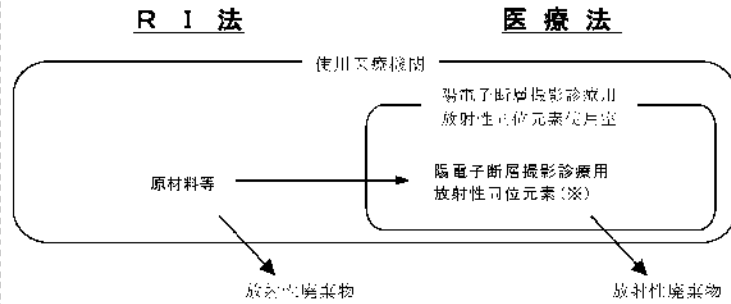 ＲＩ法
医療法
使用医療機関
陽電子断層撮影診療用
放射性同位元素使用室
原材料等
陽電子断層撮影診療用
放射性同位元素(※)
放射性廃棄物
放射性廃棄物